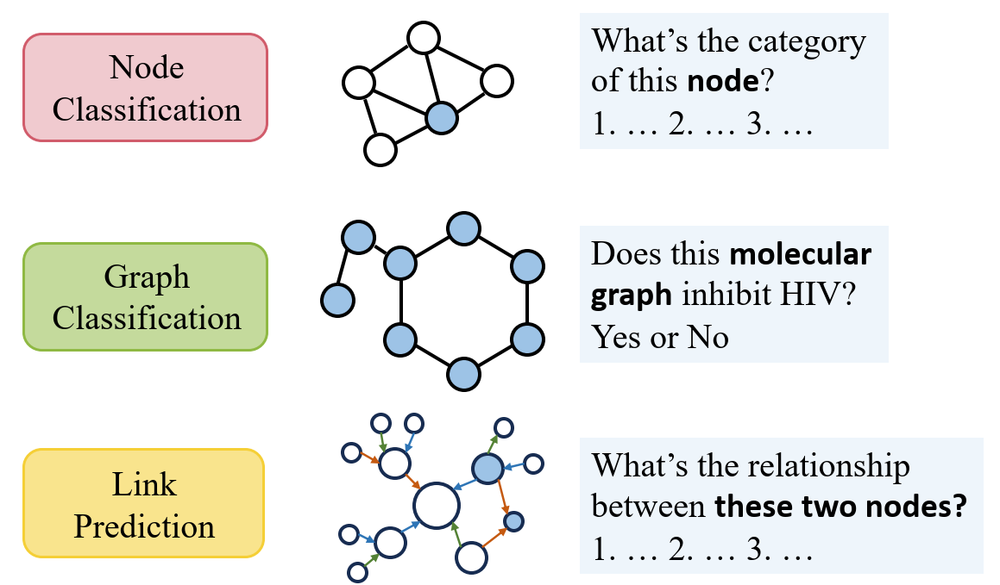 Node
Classification
What’s the category
of this node?
1. … 2. … 3. …
Graph
Classification
Does this molecular
graph inhibit HIV?
Yes or No
Link
Prediction
What’s the relationship
between these two nodes?
1. … 2. … 3. …